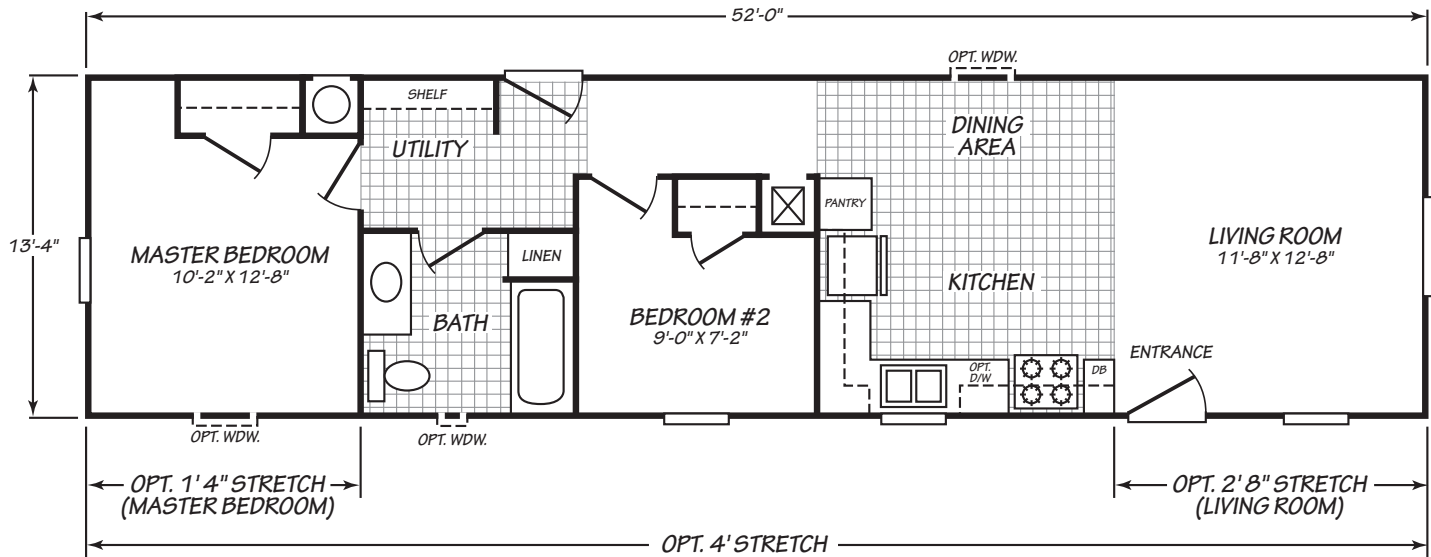 52'-0"
OPT. WDW.
SHELF
UTILITY
DINING
AREA
PANTRY
13'-4"
MASTER BEDROOM
10'-2" X 12'-8"
LINEN
LIVING ROOM
11'-8" X 12'-8"
KITCHEN
BATH
BEDROOM #2
9'-0" X 7'-2"
ENTRANCE
OPT.
D/W
DB
OPT. WDW.
OPT. WDW.
OPT. 1' 4" STRETCH
(MASTER BEDROOM)
OPT. 2' 8" STRETCH
(LIVING ROOM)
OPT. 4' STRETCH